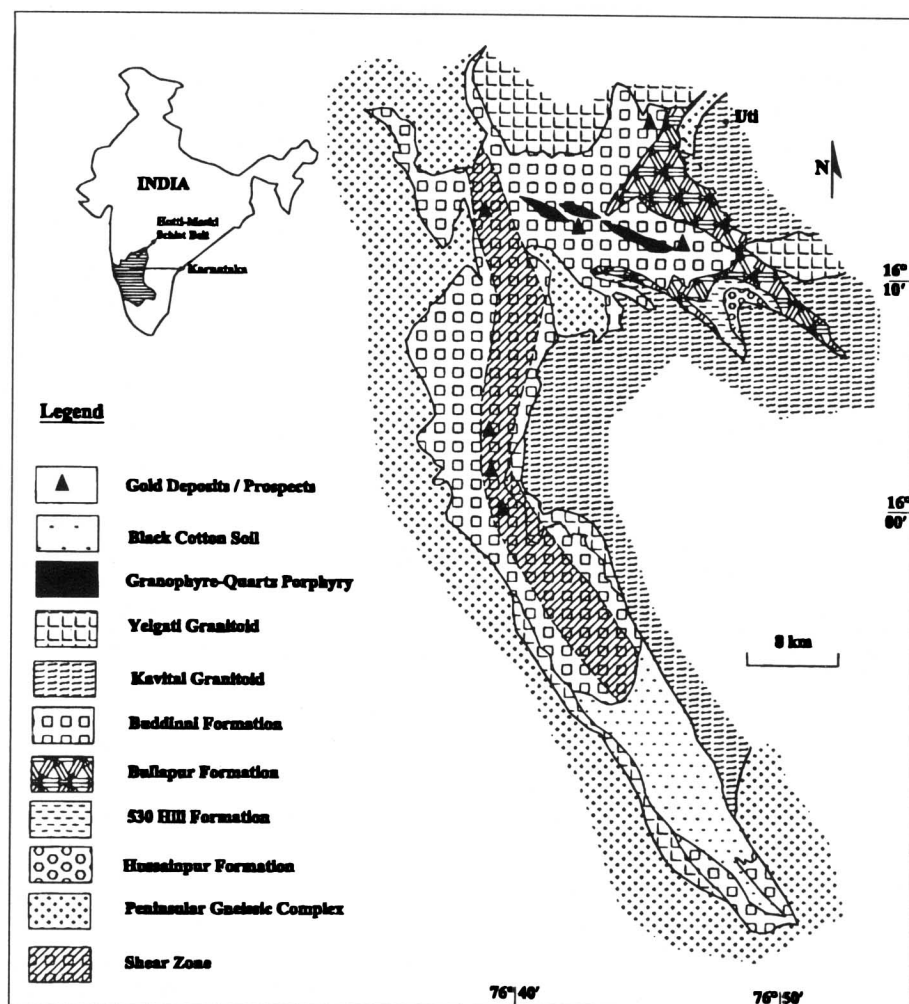 INDIA
Hutti-Maski
Schist Belt
Karnataka
Uti
N
16°
10'
16°
00'
8 km
76° 40'
76° 50'
Legend
Gold Deposits / Prospects
Black Cotton Soil
Granophyre-Quartz Porphyry
Yelgati Granitoid
Kavital Granitoid
Buddinni Formation
Bullapur Formation
530 Hill Formation
Hussainpur Formation
Peninsular Gneissic Complex
Shear Zone